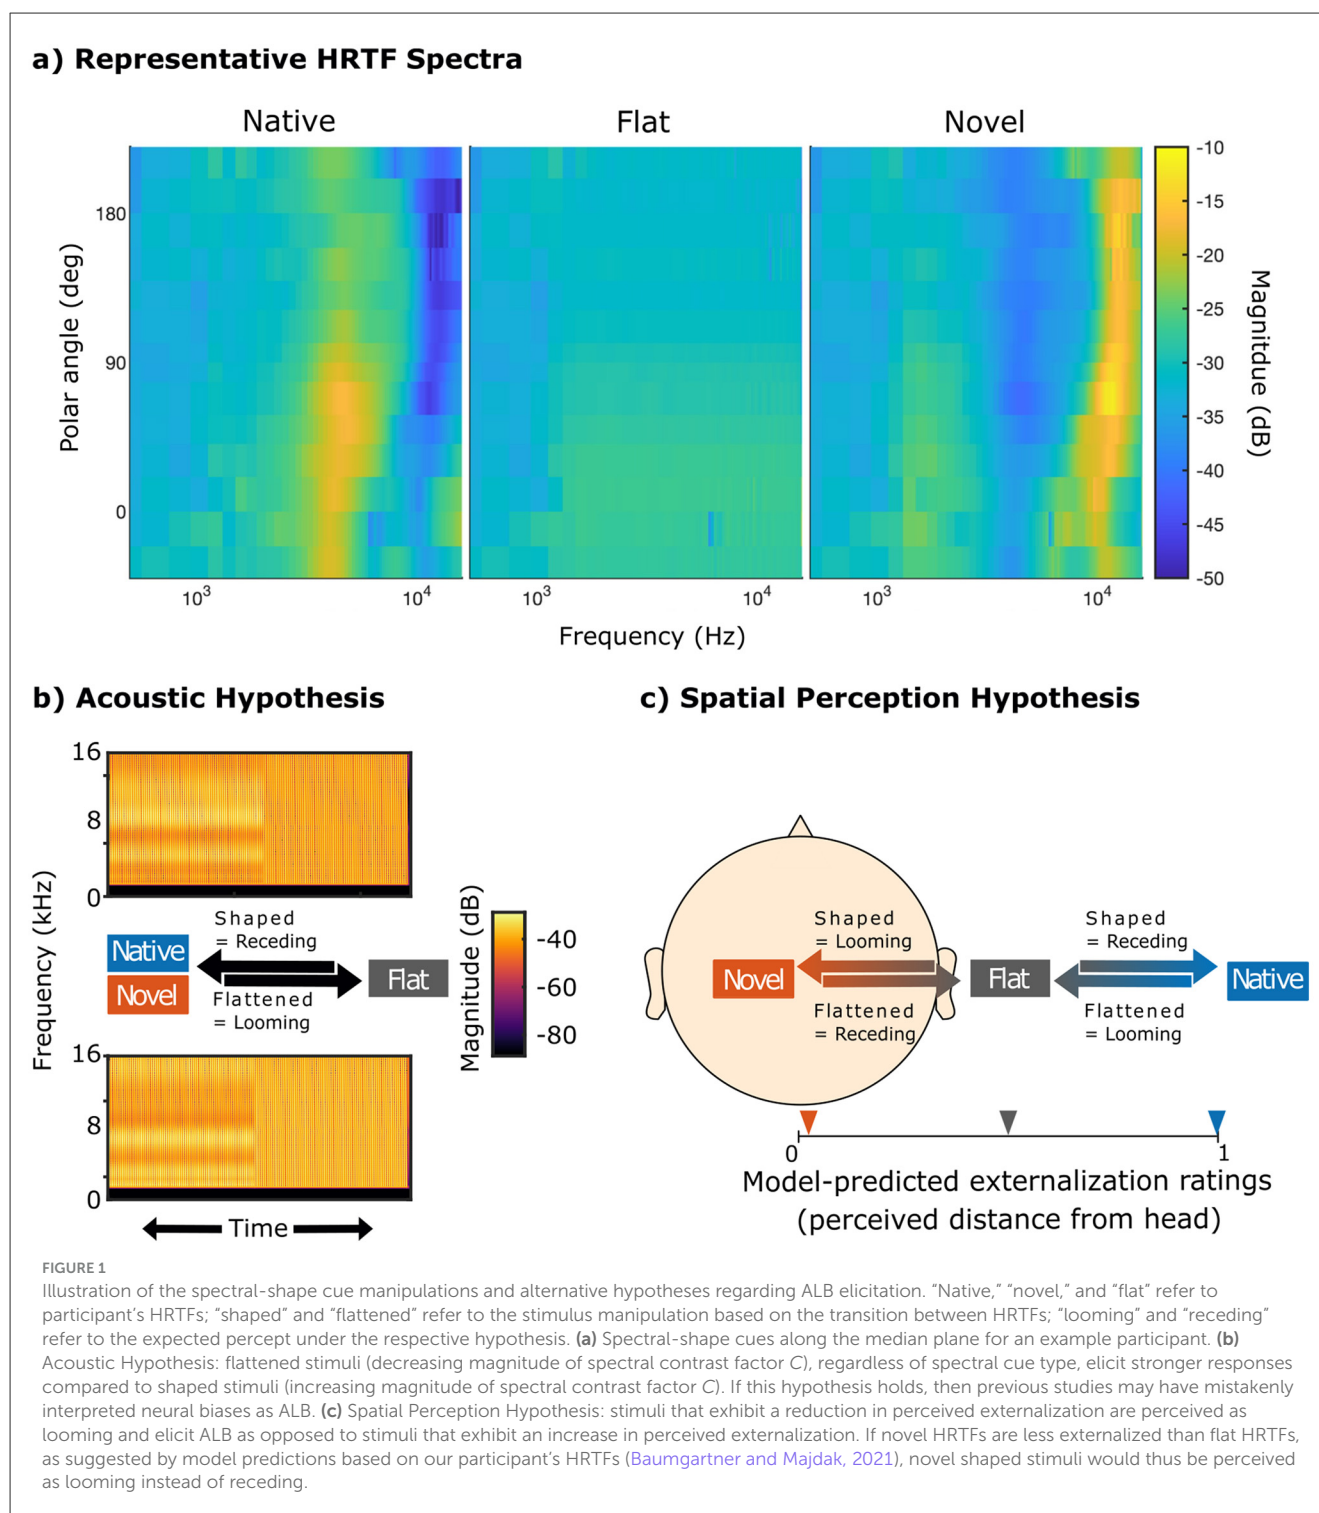 a) Representative HRTF Spectra
Native
Flat
Novel
Polar angle (deg)
180
90
0
10³
10⁴
10³
10⁴
10³
10⁴
Frequency (Hz)
-10
-15
-20
-25
-30
-35
-40
-45
-50
Magnitdue (dB)
b) Acoustic Hypothesis
c) Spatial Perception Hypothesis
Frequency (kHz)
16
8
0
Shaped
= Receding
Native
Novel
Flat
Flattened
= Looming
16
8
0
Time
Magnitude (dB)
-40
-60
-80
Shaped
= Looming
Novel
Flattened
= Receding
Flat
Shaped
= Receding
Flattened
= Looming
Native
0
1
Model-predicted externalization ratings
(perceived distance from head)
FIGURE 1
Illustration of the spectral-shape cue manipulations and alternative hypotheses regarding ALB elicitation. “Native,” “novel,” and “flat” refer to
participant’s HRTFs; “shaped” and “flattened” refer to the stimulus manipulation based on the transition between HRTFs; “looming” and “receding”
refer to the expected percept under the respective hypothesis. (a) Spectral-shape cues along the median plane for an example participant. (b)
Acoustic Hypothesis: flattened stimuli (decreasing magnitude of spectral contrast factor C), regardless of spectral cue type, elicit stronger responses
compared to shaped stimuli (increasing magnitude of spectral contrast factor C). If this hypothesis holds, then previous studies may have mistakenly
interpreted neural biases as ALB. (c) Spatial Perception Hypothesis: stimuli that exhibit a reduction in perceived externalization are perceived as
looming and elicit ALB as opposed to stimuli that exhibit an increase in perceived externalization. If novel HRTFs are less externalized than flat HRTFs,
as suggested by model predictions based on our participant’s HRTFs (Baumgartner and Majdak, 2021), novel shaped stimuli would thus be perceived
as looming instead of receding.